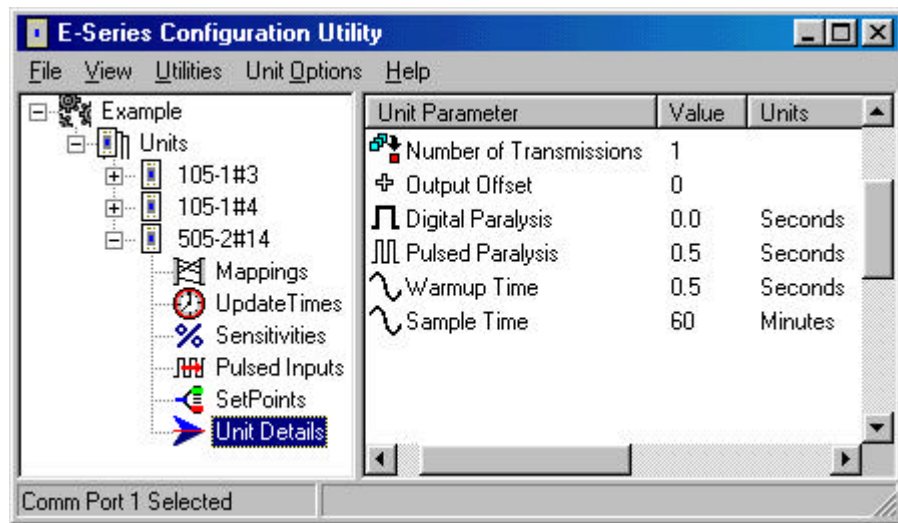 E-Series Configuration Utility
File View Utilities Unit Options Help
Example
Units
105-1#3
105-1#4
505-2#14
Mappings
UpdateTimes
Sensitivities
Pulsed Inputs
SetPoints
Unit Details
Unit Parameter Value Units
Number of Transmissions 1
Output Offset 0
Digital Paralysis 0.0 Seconds
Pulsed Paralysis 0.5 Seconds
Warmup Time 0.5 Seconds
Sample Time 60 Minutes
Comm Port 1 Selected